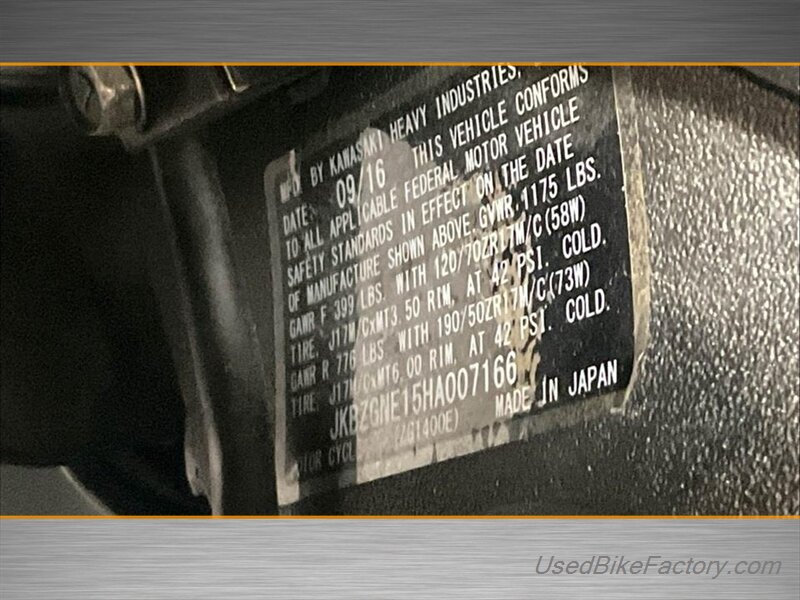 MFD BY KAWASAKI HEAVY INDUSTRIES,
DATE: 09/16 THIS VEHICLE CONFORMS
TO ALL APPLICABLE FEDERAL MOTOR VEHICLE
SAFETY STANDARDS IN EFFECT ON THE DATE
OF MANUFACTURE SHOWN ABOVE. GVWR 1175 LBS.
GAWR F 399 LBS. WITH 120/70ZR17M/C(58W)
TIRE, J17M/CxMT3.50 RIM, AT 42 PSI. COLD.
GAWR R 776 LBS. WITH 190/50ZR17M/C(73W)
TIRE, J17M/CxMT6.00 RIM, AT 42 PSI. COLD.
JKBZGNE15HA007166
CYCLE (ZG1400E) MADE IN JAPAN
UsedBikeFactory.com